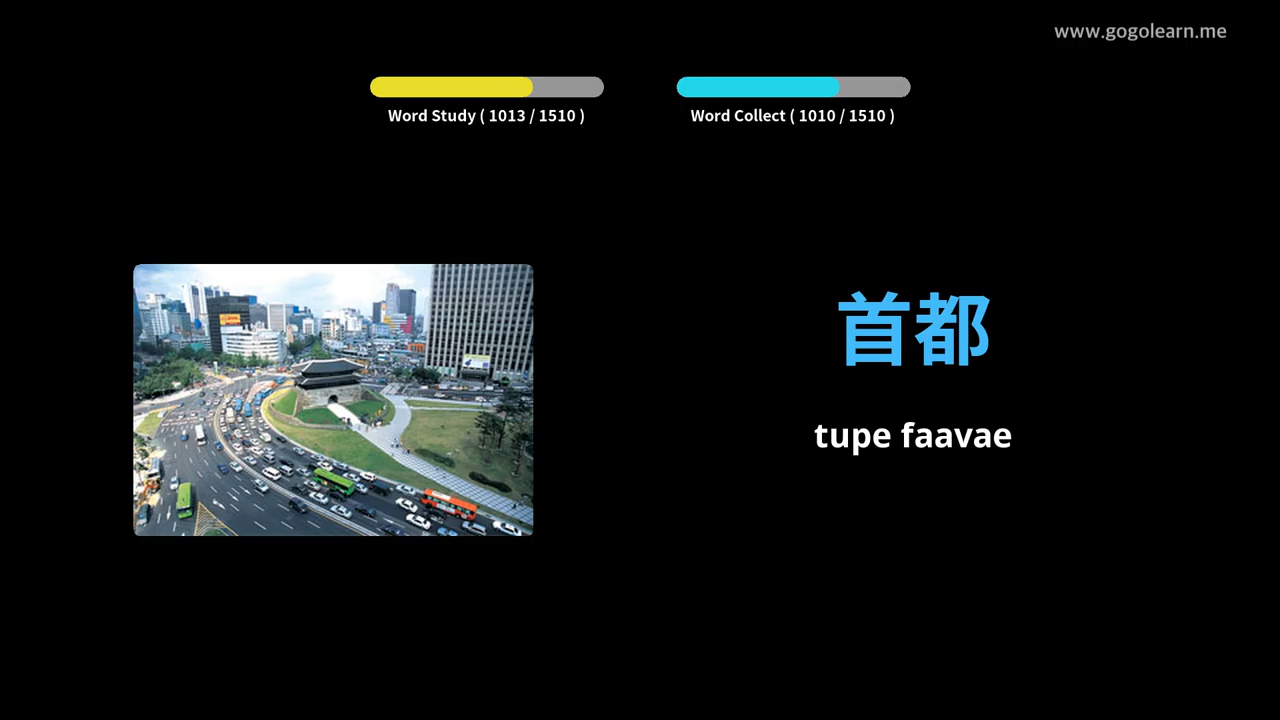 www.gogolearn.me
Word Study ( 1013 / 1510 )
Word Collect ( 1010 / 1510 )
首都
tupe faavae